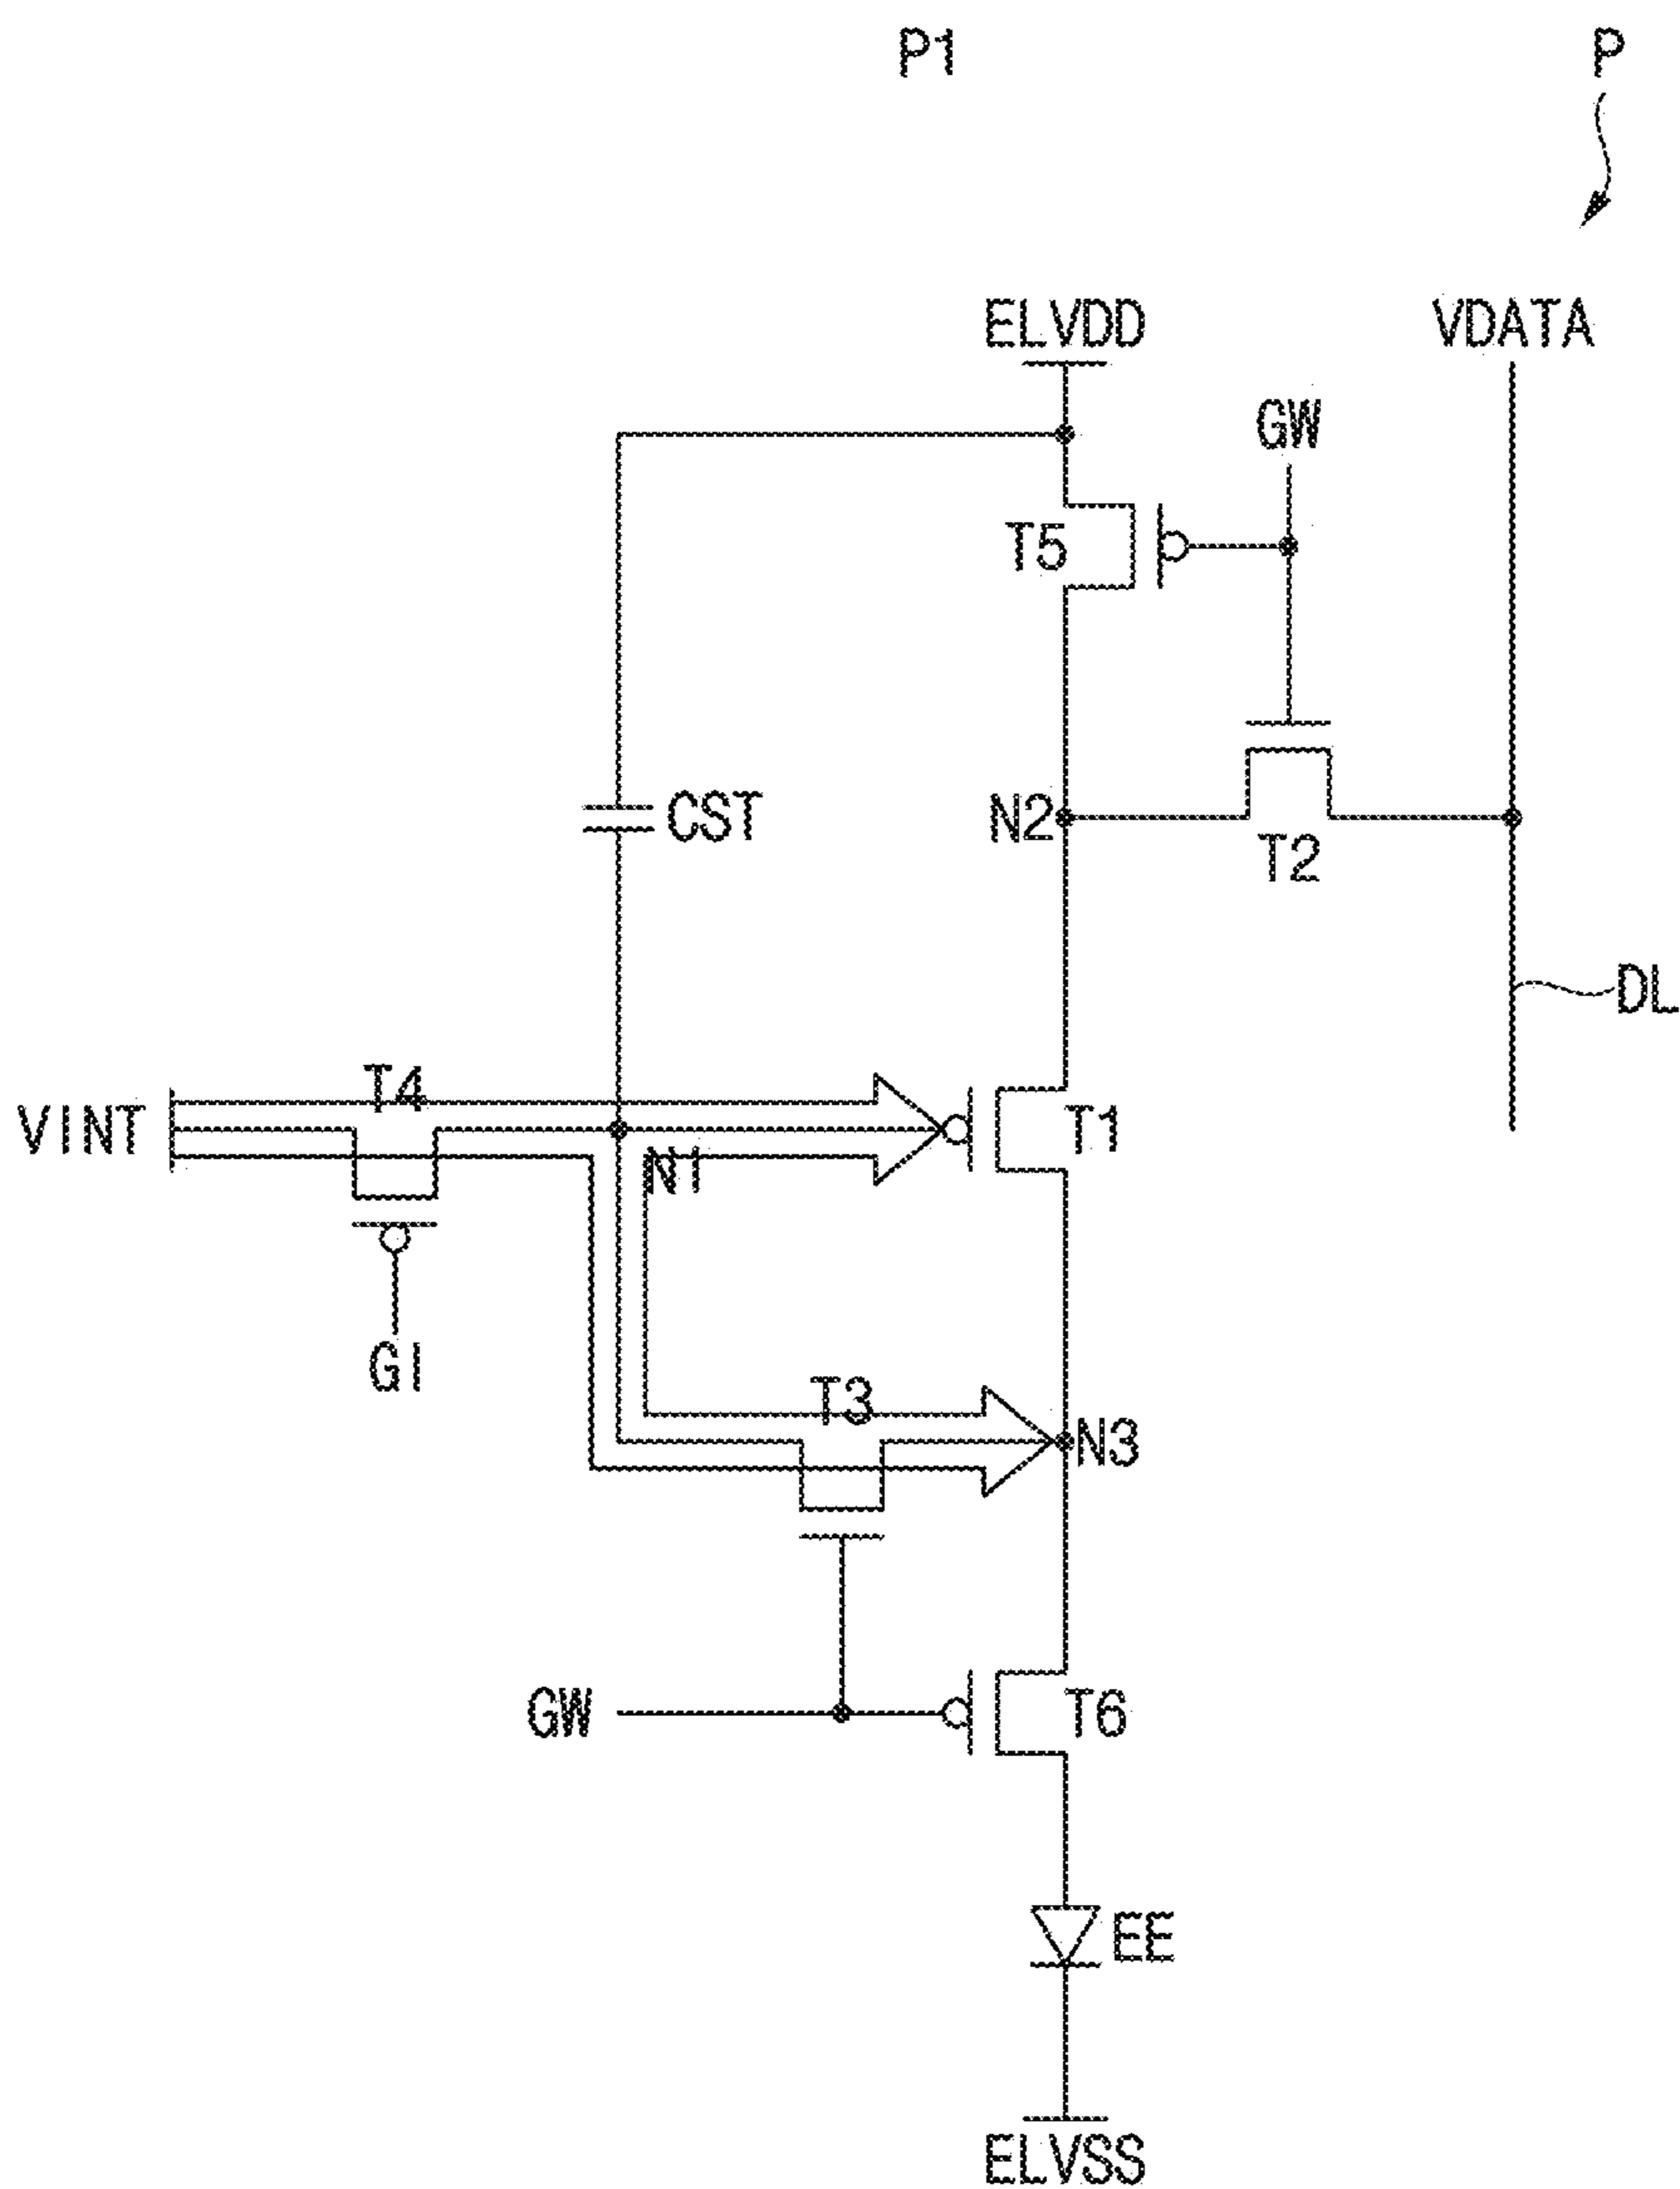 P1
P
ELVDD
VDATA
GW
T5
CST
N2
T2
DL
T4
VINT
T1
N1
GI
T3
N3
GW
T6
EE
ELVSS